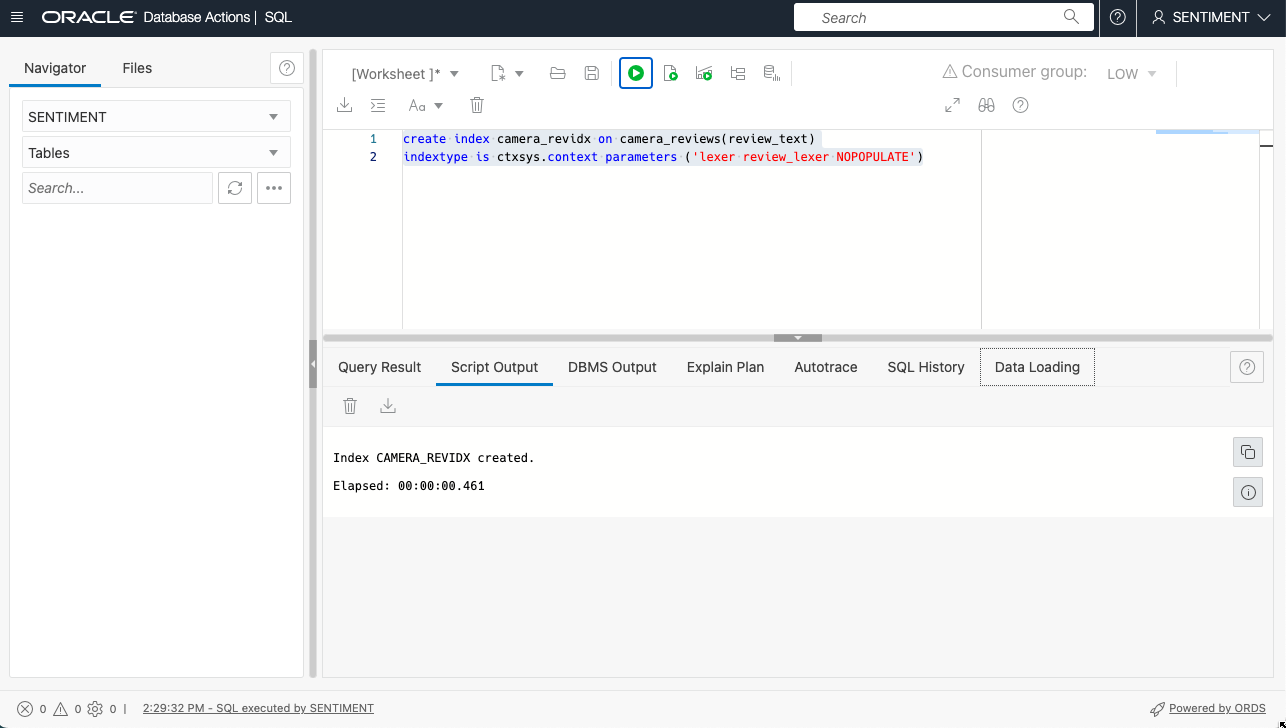 ORACLE Database Actions | SQL
Search
SENTIMENT
Navigator
Files
SENTIMENT
Tables
Search...
[Worksheet ]*
Consumer group:
LOW
Aa
1 create index camera_revidx on camera_reviews(review_text)
2 indextype is ctxsys.context parameters ('lexer review_lexer NOPOPULATE')
Query Result
Script Output
DBMS Output
Explain Plan
Autotrace
SQL History
Data Loading
Index CAMERA_REVIDX created.
Elapsed: 00:00:00.461
0 0 0 | 2:29:32 PM - SQL executed by SENTIMENT
Powered by ORDS